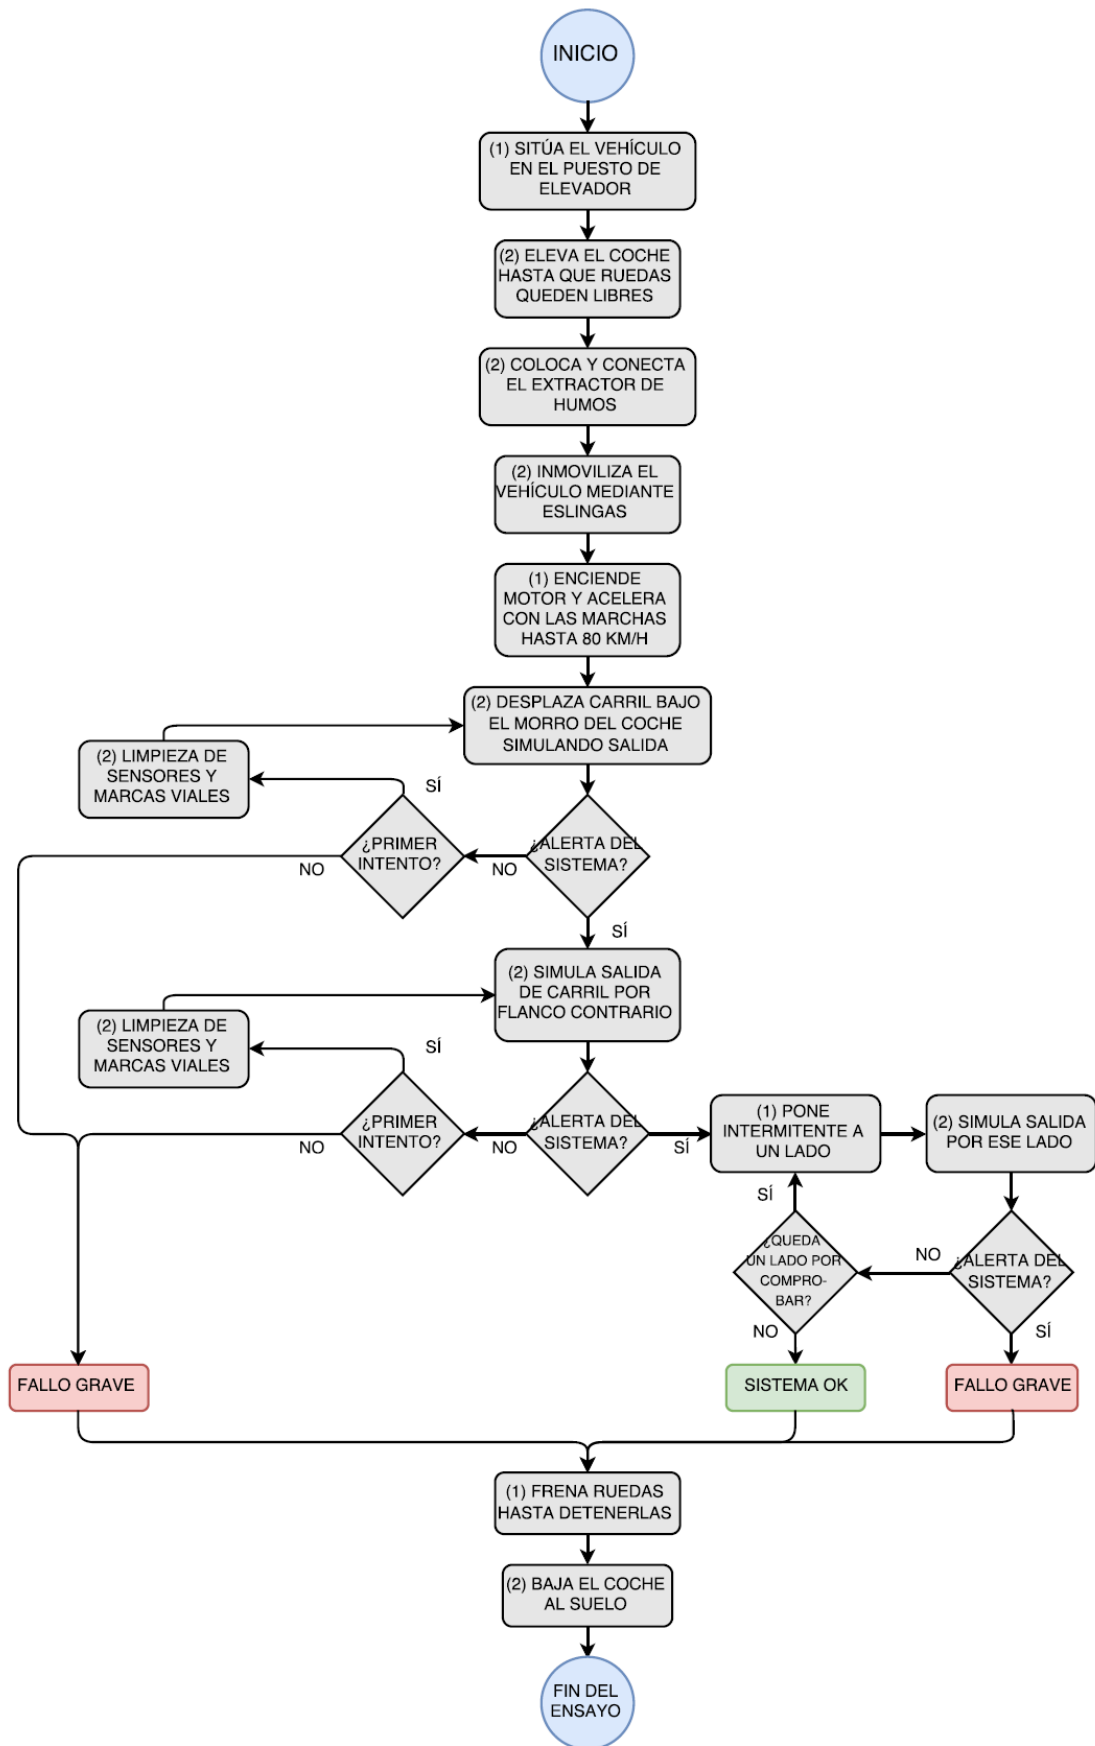 INICIO
(1) SITÚA EL VEHÍCULO
EN EL PUESTO DE
ELEVADOR
(2) ELEVA EL COCHE
HASTA QUE RUEDAS
QUEDEN LIBRES
(2) COLOCA Y CONECTA
EL EXTRACTOR DE
HUMOS
(2) INMOVILIZA EL
VEHÍCULO MEDIANTE
ESLINGAS
(1) ENCIENDE
MOTOR Y ACELERA
CON LAS MARCHAS
HASTA 80 KM/H
(2) DESPLAZA CARRIL BAJO
EL MORRO DEL COCHE
SIMULANDO SALIDA
(2) LIMPIEZA DE
SENSORES Y
MARCAS VIALES
SÍ
¿PRIMER
INTENTO?
NO
¿ALERTA DEL
SISTEMA?
NO
SÍ
(2) SIMULA SALIDA
DE CARRIL POR
FLANCO CONTRARIO
(2) LIMPIEZA DE
SENSORES Y
MARCAS VIALES
SÍ
¿PRIMER
INTENTO?
NO
¿ALERTA DEL
SISTEMA?
NO
SÍ
(1) PONE
INTERMITENTE A
UN LADO
(2) SIMULA SALIDA
POR ESE LADO
SÍ
¿QUEDA
UN LADO POR
COMPRO-
BAR?
NO
¿ALERTA DEL
SISTEMA?
NO
SÍ
FALLO GRAVE
SISTEMA OK
FALLO GRAVE
(1) FRENA RUEDAS
HASTA DETENERLAS
(2) BAJA EL COCHE
AL SUELO
FIN DEL
ENSAYO